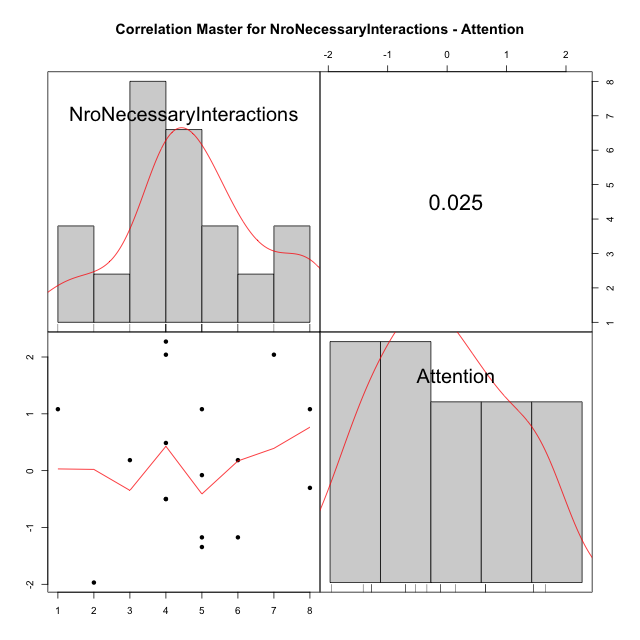 Correlation Master for NroNecessaryInteractions - Attention
-2 -1 0 1 2
NroNecessaryInteractions
0.025
8
7
6
5
4
3
2
1
Attention
2
1
0
-1
-2
1 2 3 4 5 6 7 8